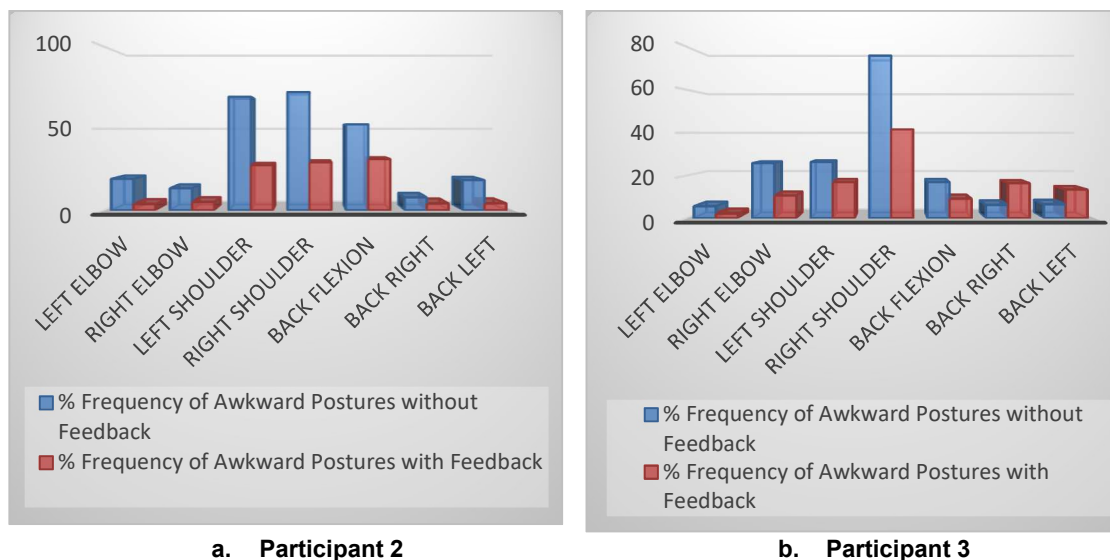 100
50
0
LEFT ELBOW
RIGHT ELBOW
LEFT SHOULDER
RIGHT SHOULDER
BACK FLEXION
BACK RIGHT
BACK LEFT
% Frequency of Awkward Postures without
Feedback
% Frequency of Awkward Postures with Feedback
a. Participant 2
80
60
40
20
0
LEFT ELBOW
RIGHT ELBOW
LEFT SHOULDER
RIGHT SHOULDER
BACK FLEXION
BACK RIGHT
BACK LEFT
% Frequency of Awkward Postures without
Feedback
% Frequency of Awkward Postures with
Feedback
b. Participant 3